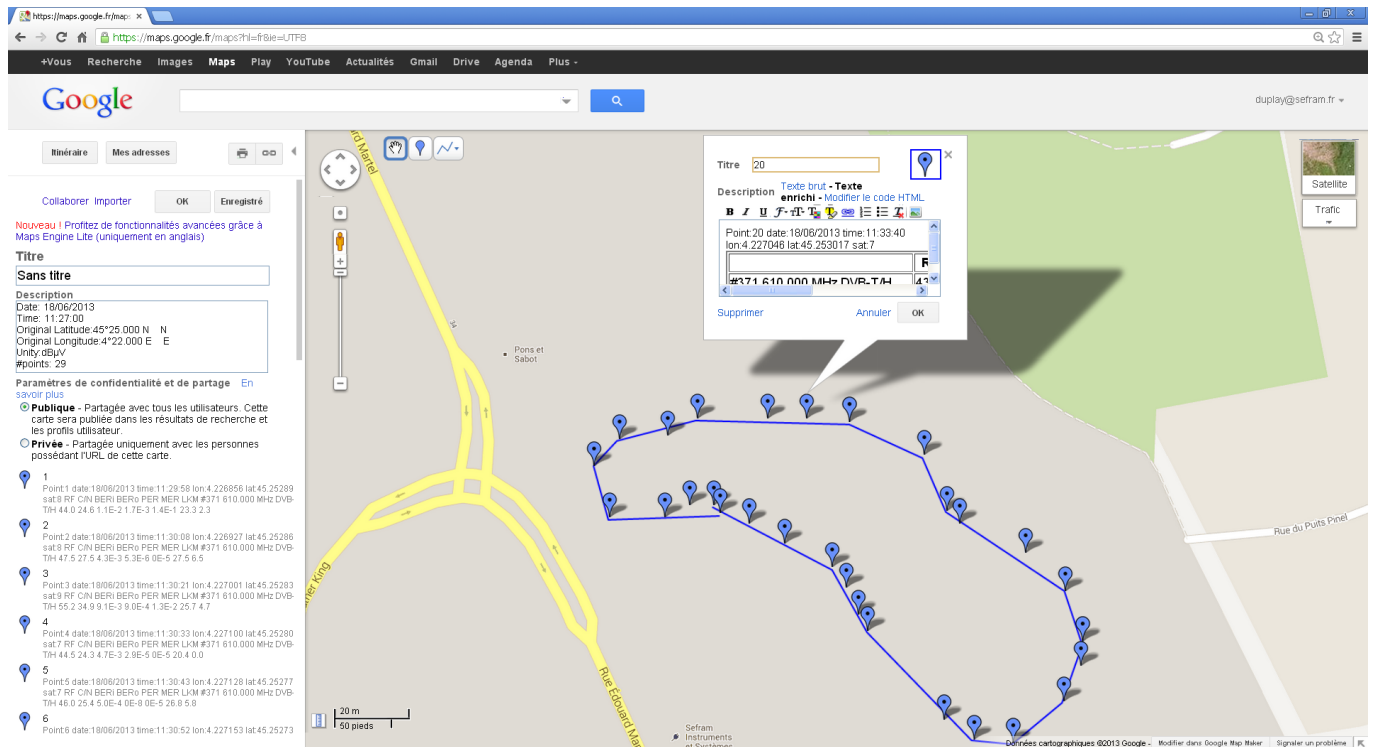 https://maps.google.fr/map:
https://maps.google.fr/maps?hl=fr&ie=UTF8
+Vous Recherche Images Maps Play YouTube Actualités Gmail Drive Agenda Plus
Google
duplay@sefram.fr
Itinéraire Mes adresses
Collaborer Importer OK Enregistré
Nouveau ! Profitez de fonctionnalités avancées grâce à
Maps Engine Lite (uniquement en anglais)
Titre
Sans titre
Description
Date: 18/06/2013
Time: 11:27:00
Original Latitude:45°25.000 N N
Original Longitude:4°22.000 E E
Unity:dBµV
#points: 29
Paramètres de confidentialité et de partage En
savoir plus
Publique - Partagée avec tous les utilisateurs. Cette
carte sera publiée dans les résultats de recherche et
les profils utilisateur.
Privée - Partagée uniquement avec les personnes
possédant l'URL de cette carte.
1
Point:1 date:18/06/2013 time:11:29:58 lon:4.226856 lat:45.25289
sat:8 RF C/N BERi BERo PER MER LKM #371 610.000 MHz DVB-
T/H 44.0 24.6 1.1E-2 1.7E-3 1.4E-1 23.3 2.3
2
Point:2 date:18/06/2013 time:11:30:08 lon:4.226927 lat:45.25286
sat:8 RF C/N BERi BERo PER MER LKM #371 610.000 MHz DVB-
T/H 47.5 27.5 4.3E-3 5.3E-6 0E-5 27.5 6.5
3
Point:3 date:18/06/2013 time:11:30:21 lon:4.227001 lat:45.25283
sat:9 RF C/N BERi BERo PER MER LKM #371 610.000 MHz DVB-
T/H 55.2 34.9 9.1E-3 9.0E-4 1.3E-2 25.7 4.7
4
Point:4 date:18/06/2013 time:11:30:33 lon:4.227100 lat:45.25280
sat:7 RF C/N BERi BERo PER MER LKM #371 610.000 MHz DVB-
T/H 44.5 24.3 4.7E-3 2.9E-5 0E-5 20.4 0.0
5
Point:5 date:18/06/2013 time:11:30:43 lon:4.227128 lat:45.25277
sat:7 RF C/N BERi BERo PER MER LKM #371 610.000 MHz DVB-
T/H 46.0 25.4 5.0E-4 0E-8 0E-5 26.8 5.8
6
Point:6 date:18/06/2013 time:11:30:52 lon:4.227153 lat:45.25273
Titre 20
Description Texte brut - Texte
enrichi - Modifier le code HTML
Point:20 date:18/06/2013 time:11:33:40
lon:4.227046 lat:45.253017 sat:7
#371 610.000 MHz DVB-T/H
Supprimer Annuler OK
Satellite
Trafic
34
Pons et
Sabot
Rue du Puits Pinel
Rue Édouard Mar
ard Martel
ther King
20 m
50 pieds
Sefram
Instruments
et Systèmes
Données cartographiques ©2013 Google - Modifier dans Google Map Maker Signaler un problème